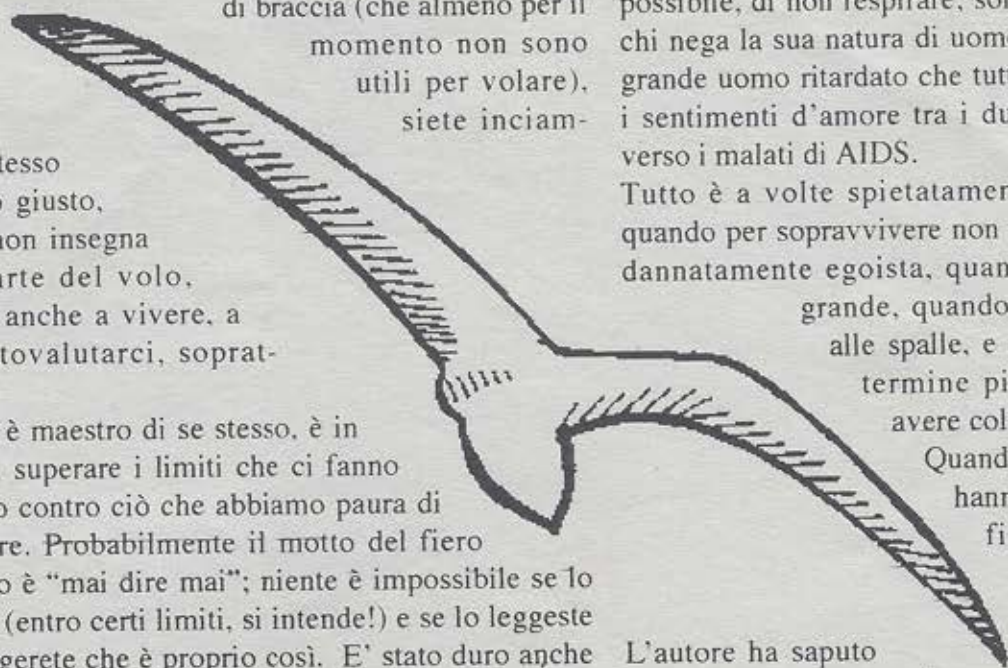 di braccia (che almeno per il
momento non sono
utili per volare),
siete inciam-
tesso
giusto,
non insegna
arte del volo,
anche a vivere, a
tovalutarci, soprat-
è maestro di se stesso, è in
superare i limiti che ci fanno
contro ciò che abbiamo paura di
re. Probabilmente il motto del fiero
o è “mai dire mai”; niente è impossibile se lo
(entro certi limiti, si intende!) e se lo leggeste
gerete che è proprio così. E' stato duro anche
possibile, di non respirare,
chi nega la sua natura di uom
grande uomo ritardato che tut
i sentimenti d'amore tra i du
verso i malati di AIDS.
Tutto è a volte spietatamer
quando per sopravvivere non
dannatamente egoista, quan
grande, quando
alle spalle, e
termine pi
avere col
Quand
hann
fi
L'autore ha saputo